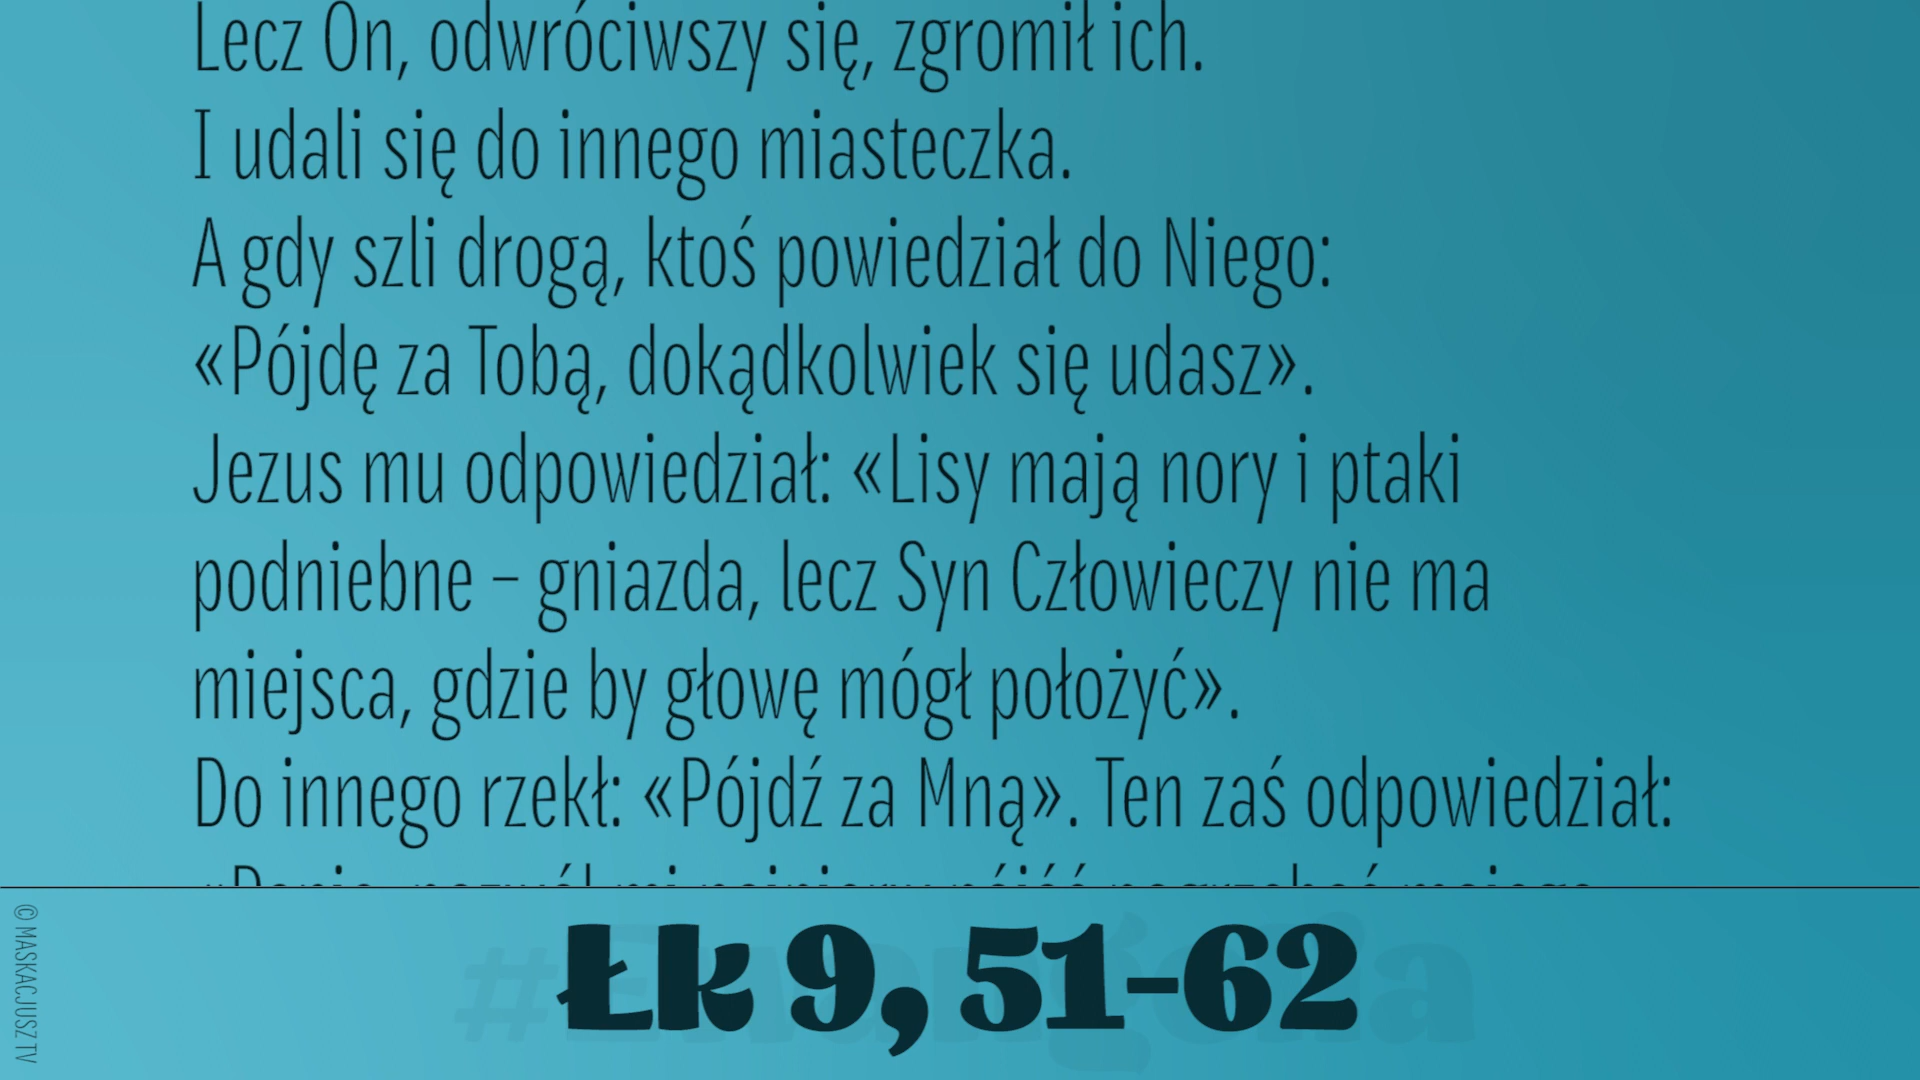 Lecz On, odwróciwszy się, zgromił ich.
I udali się do innego miasteczka.
A gdy szli drogą, ktoś powiedział do Niego:
«Pójdę za Tobą, dokądkolwiek się udasz».
Jezus mu odpowiedział: «Lisy mają nory i ptaki
podniebne – gniazda, lecz Syn Człowieczy nie ma
miejsca, gdzie by głowę mógł położyć».
Do innego rzekł: «Pójdź za Mną». Ten zaś odpowiedział:
#Ewangelia
Łk 9, 51-62
© MASKACJUSZ TV